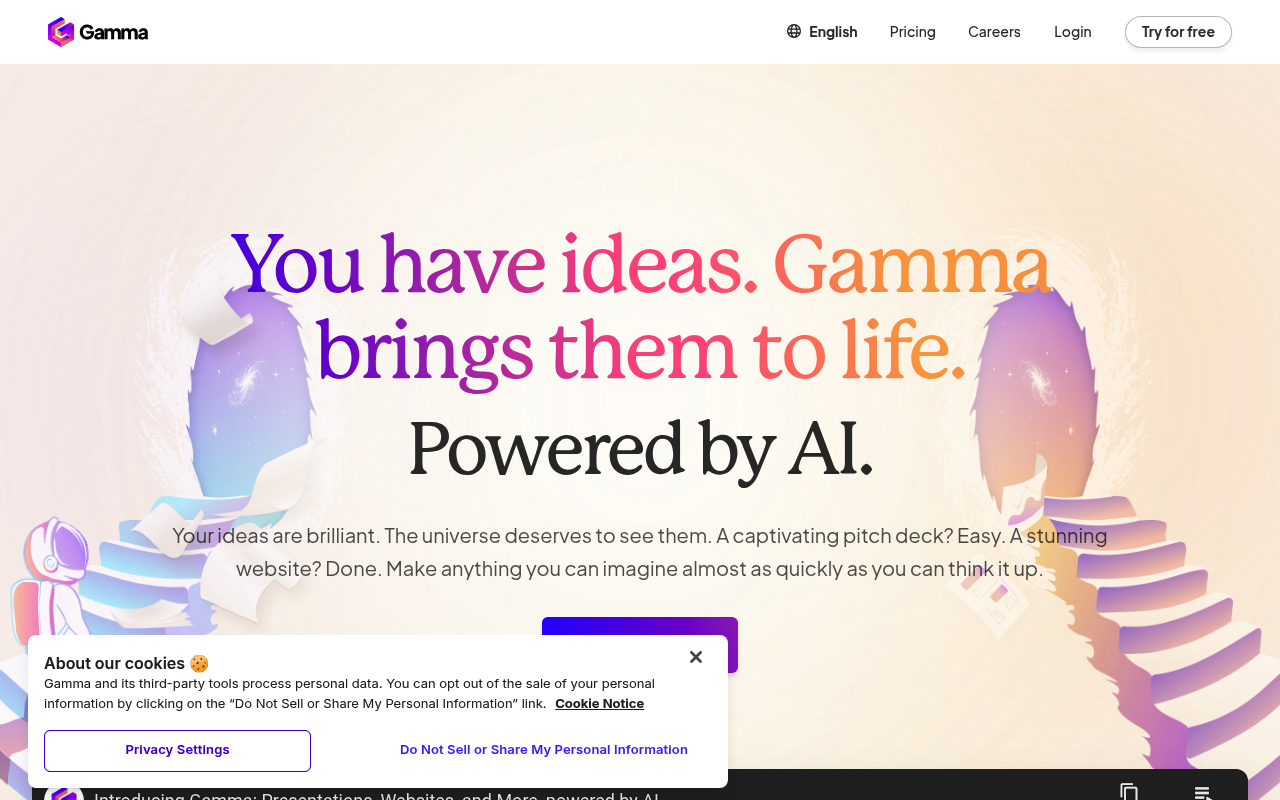 Gamma
English
Pricing
Careers
Login
Try for free
You have ideas. Gamma
brings them to life.
Powered by AI.
Your ideas are brilliant. The universe deserves to see them. A captivating pitch deck? Easy. A stunning
website? Done. Make anything you can imagine almost as quickly as you can think it up.
About our cookies 🍪
Gamma and its third-party tools process personal data. You can opt out of the sale of your personal
information by clicking on the “Do Not Sell or Share My Personal Information” link. Cookie Notice
Privacy Settings
Do Not Sell or Share My Personal Information
Introducing Gamma: Presentations, Websites, and More, powered by AI